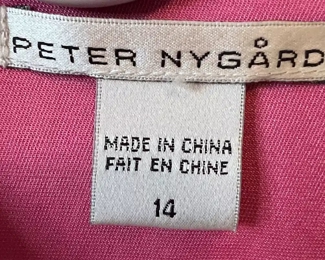 PETER NYGÅRD
MADE IN CHINA
FAIT EN CHINE
14